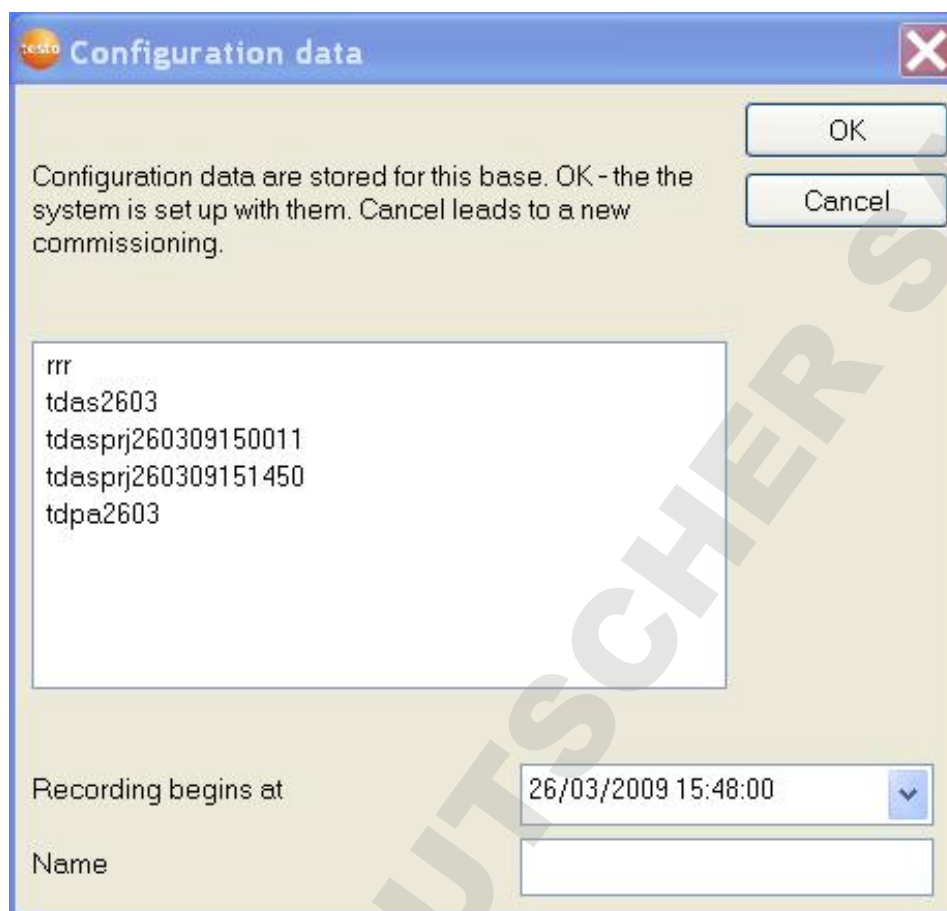 testo Configuration data
OK
Configuration data are stored for this base. OK - the the
system is set up with them. Cancel leads to a new
commissioning.
Cancel
rrr
tdas2603
tdasprj260309150011
tdasprj260309151450
tdpa2603
Recording begins at 26/03/2009 15:48:00
Name
UTSCHER SA